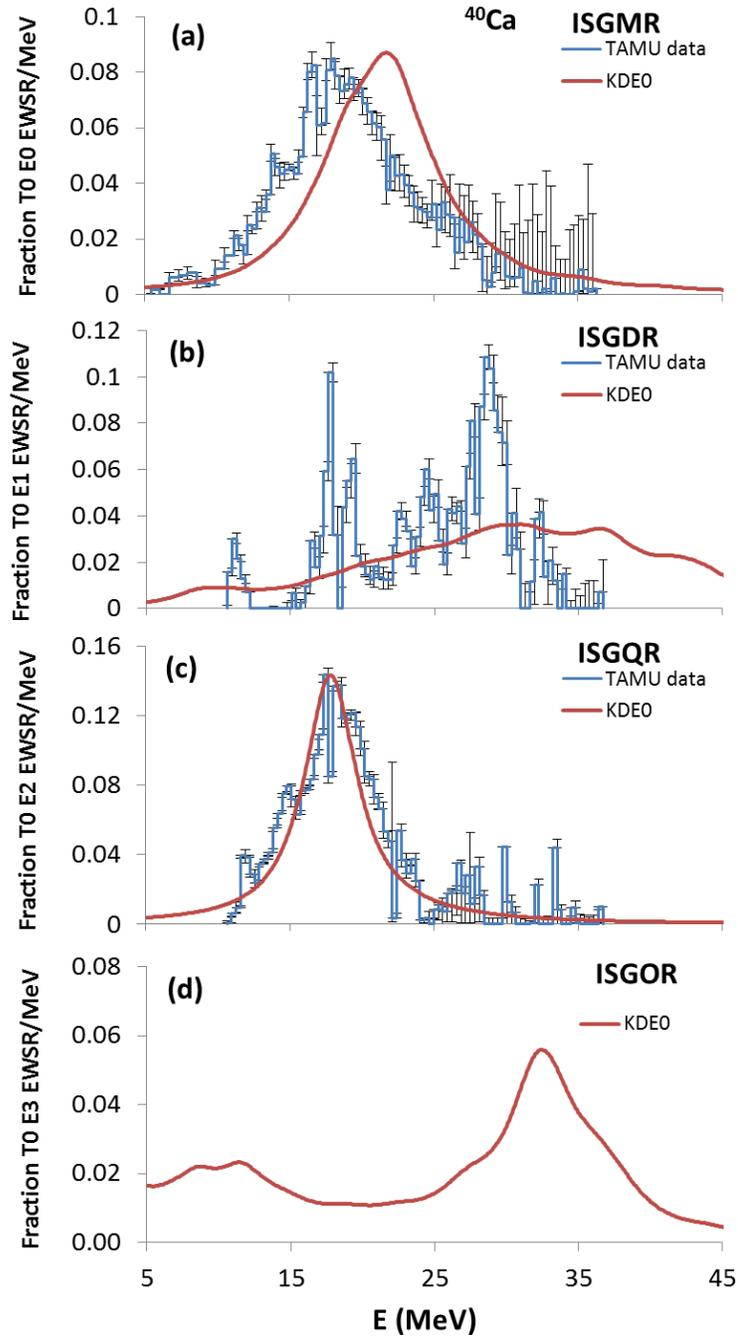 0.1
(a)
⁴⁰Ca
ISGMR
TAMU data
KDE0
0.08
0.06
0.04
0.02
0
Fraction T0 E0 EWSR/MeV
0.12
(b)
ISGDR
TAMU data
KDE0
0.1
0.08
0.06
0.04
0.02
0
Fraction T0 E1 EWSR/MeV
0.16
(c)
ISGQR
TAMU data
KDE0
0.12
0.08
0.04
0
Fraction T0 E2 EWSR/MeV
0.08
(d)
ISGOR
KDE0
0.06
0.04
0.02
0.00
Fraction T0 E3 EWSR/MeV
5 15 25 35 45
E (MeV)